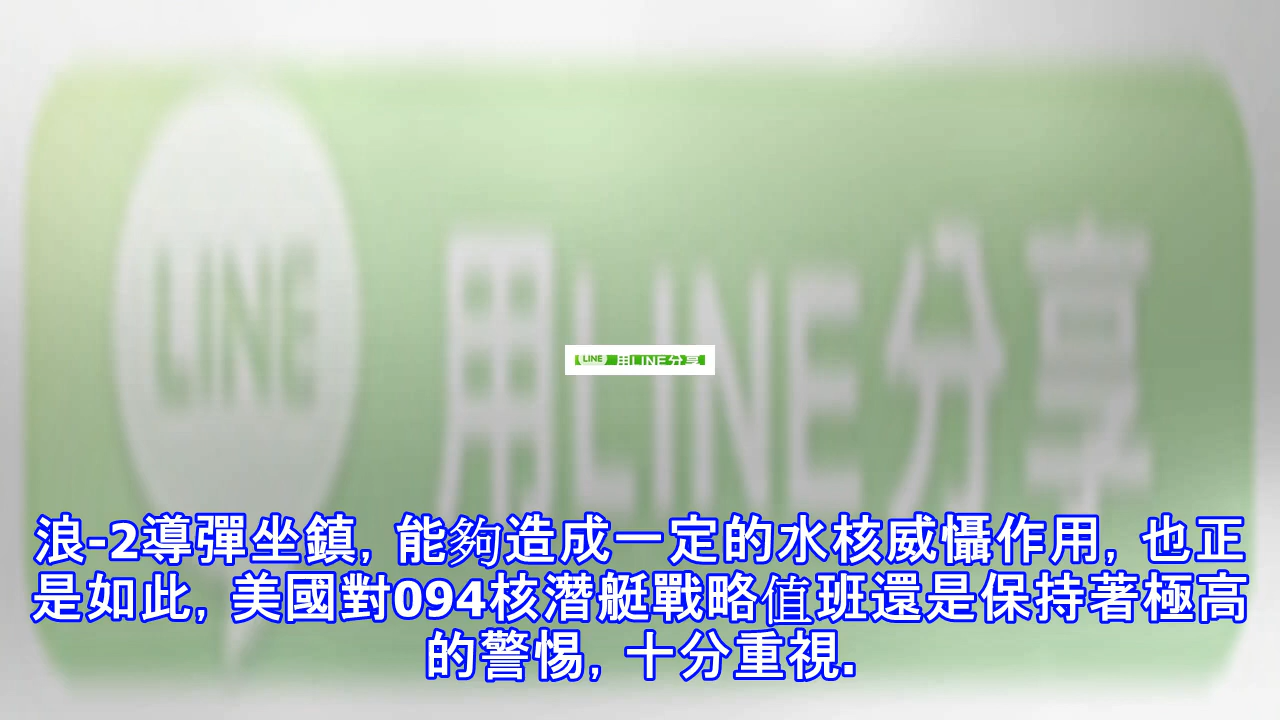 LINE
用LINE分享
LINE 用LINE分享
浪-2導彈坐鎮, 能夠造成一定的水核威懾作用, 也正
是如此, 美國對094核潛艇戰略值班還是保持著極高
的警惕, 十分重視.